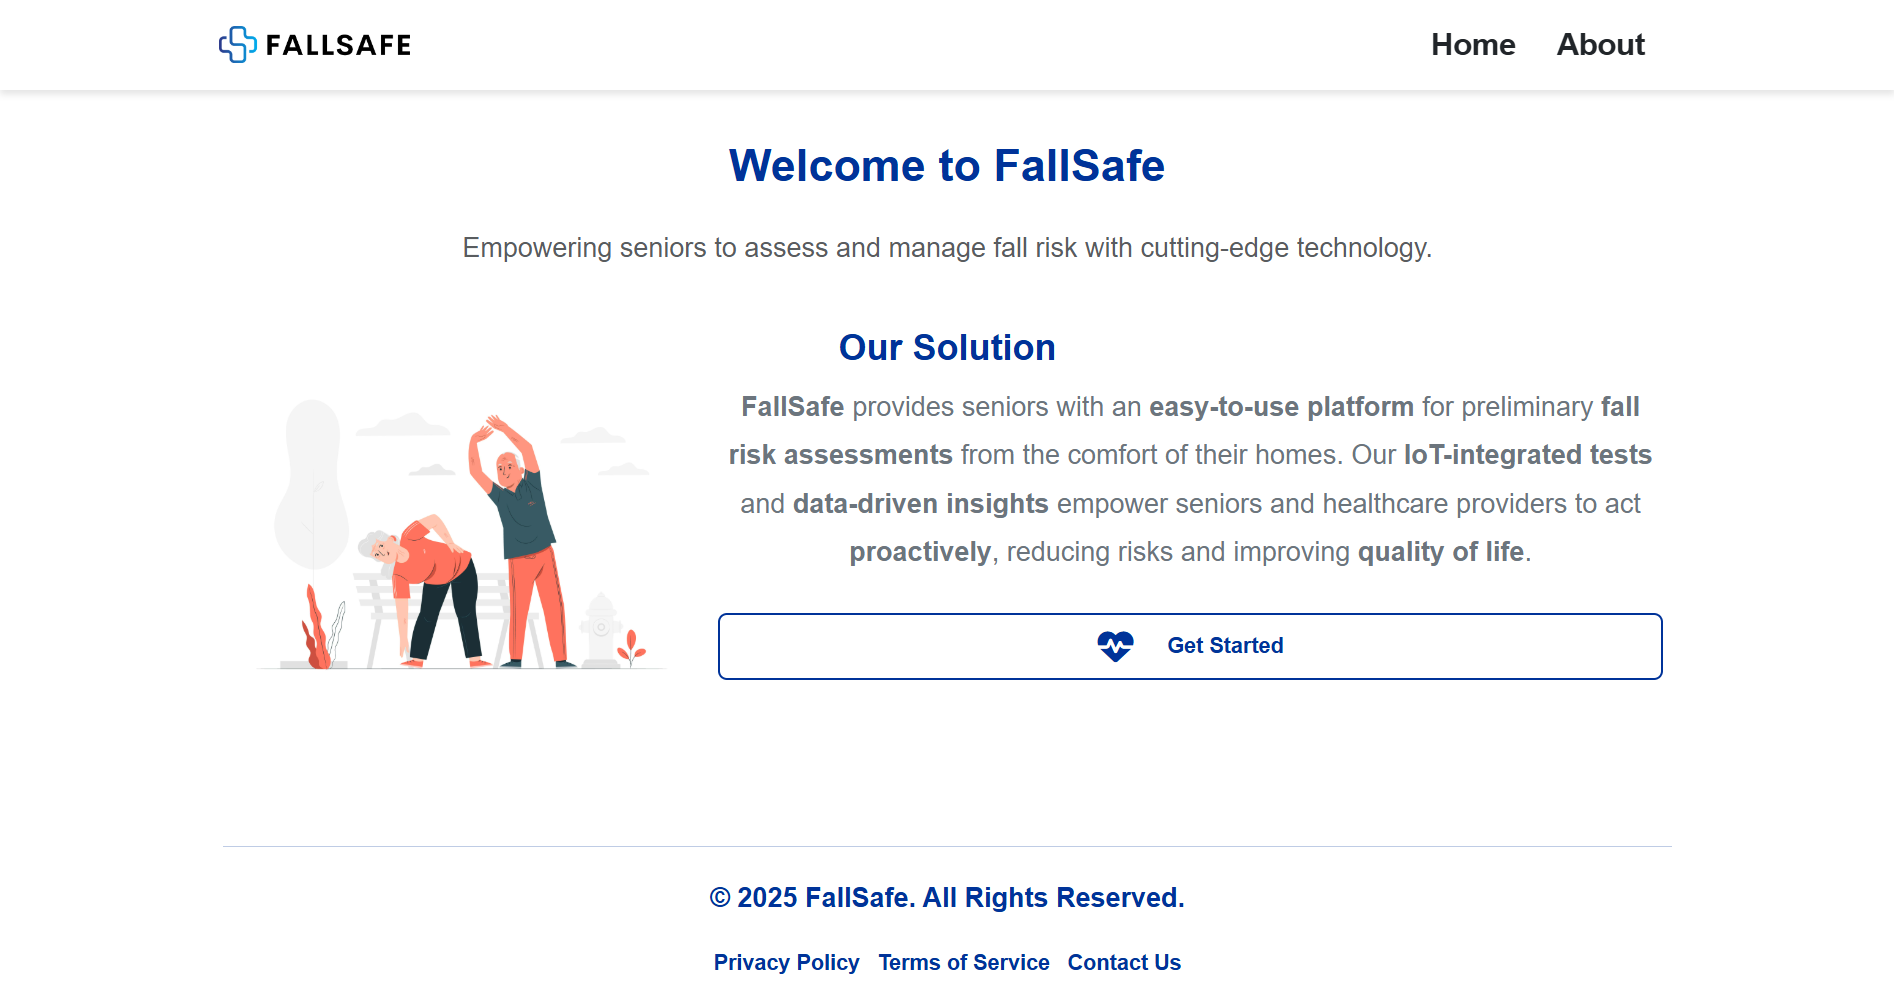 FALLSAFE
Home About
Welcome to FallSafe
Empowering seniors to assess and manage fall risk with cutting-edge technology.
Our Solution
FallSafe provides seniors with an easy-to-use platform for preliminary fall
risk assessments from the comfort of their homes. Our IoT-integrated tests
and data-driven insights empower seniors and healthcare providers to act
proactively, reducing risks and improving quality of life.
Get Started
© 2025 FallSafe. All Rights Reserved.
Privacy Policy Terms of Service Contact Us